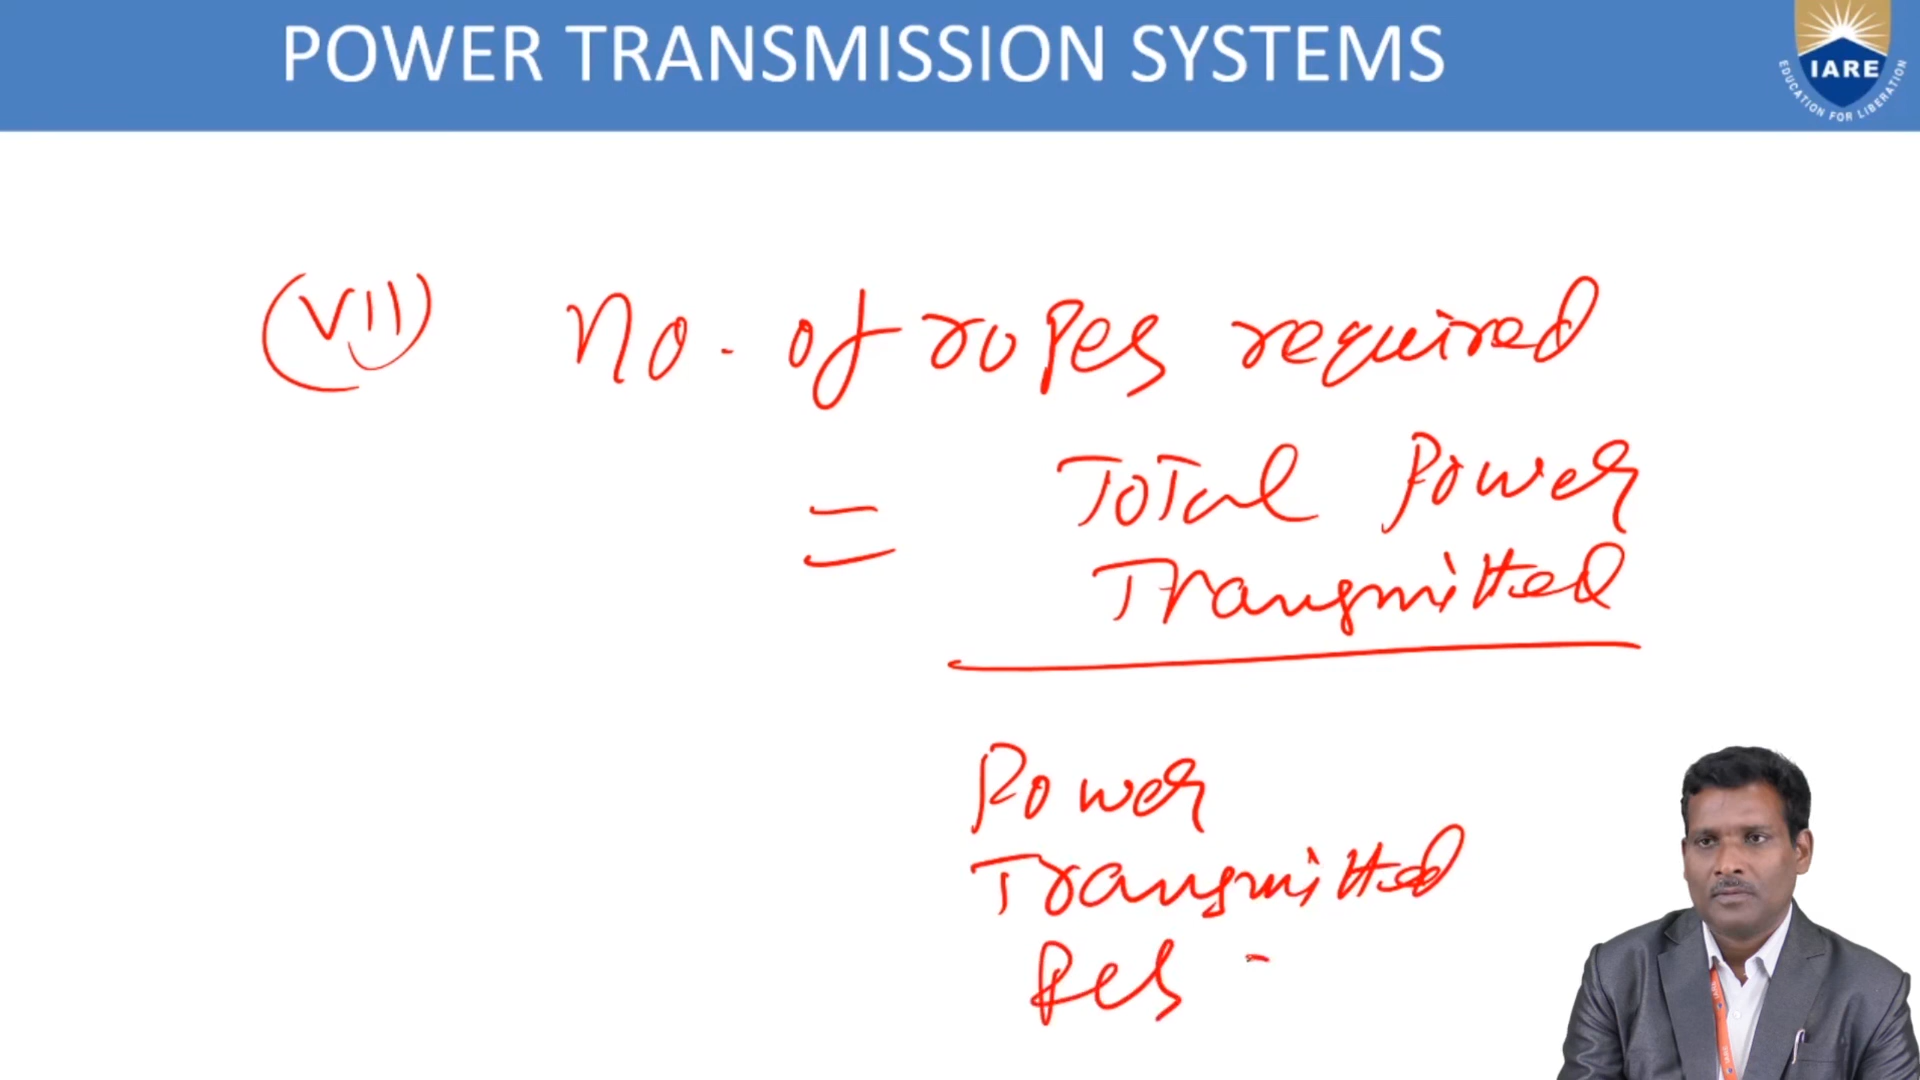 POWER TRANSMISSION SYSTEMS
IARE
EDUCATION FOR LIBERATION
(VII) No. of ropes required
= Total Power
Transmitted
Power
Transmitted
Per -